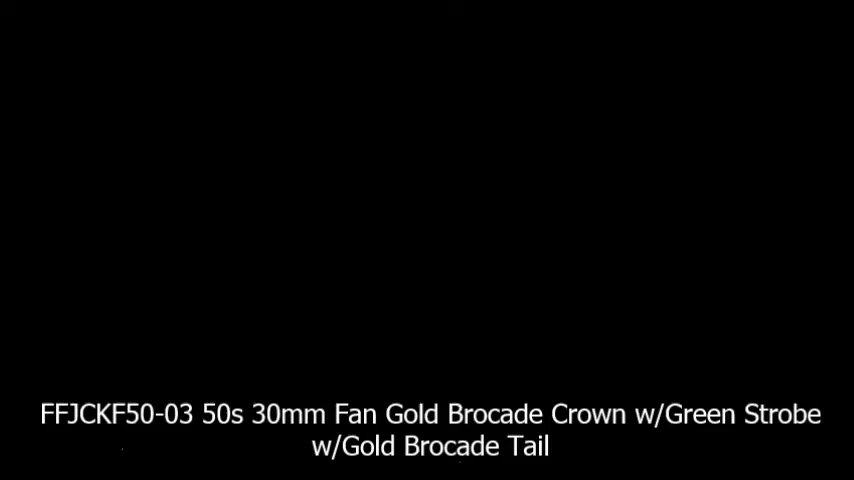 FFJCKF50-03 50s 30mm Fan Gold Brocade Crown w/Green Strobe
w/Gold Brocade Tail